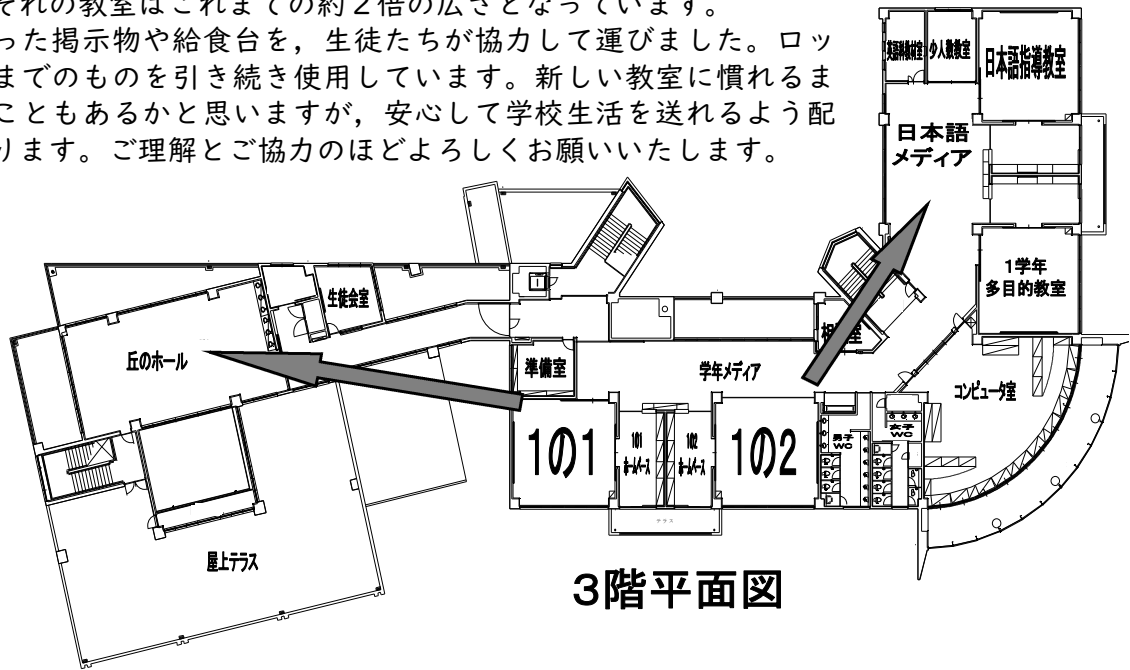 それの教室はこれまでの約２倍の広さとなっています。
った掲示物や給食台を，生徒たちが協力して運びました。ロッ
までのものを引き続き使用しています。新しい教室に慣れるま
こともあるかと思いますが，安心して学校生活を送れるよう配
ります。ご理解とご協力のほどよろしくお願いいたします。
英語科教材室
少人数教室
日本語指導教室
日本語
メディア
1学年
多目的教室
生徒会室
丘のホール
準備室
学年メディア
コンピュータ室
1の1
101
ホームベース
102
ホームベース
1の2
男子
WC
女子
WC
テラス
屋上テラス
3階平面図